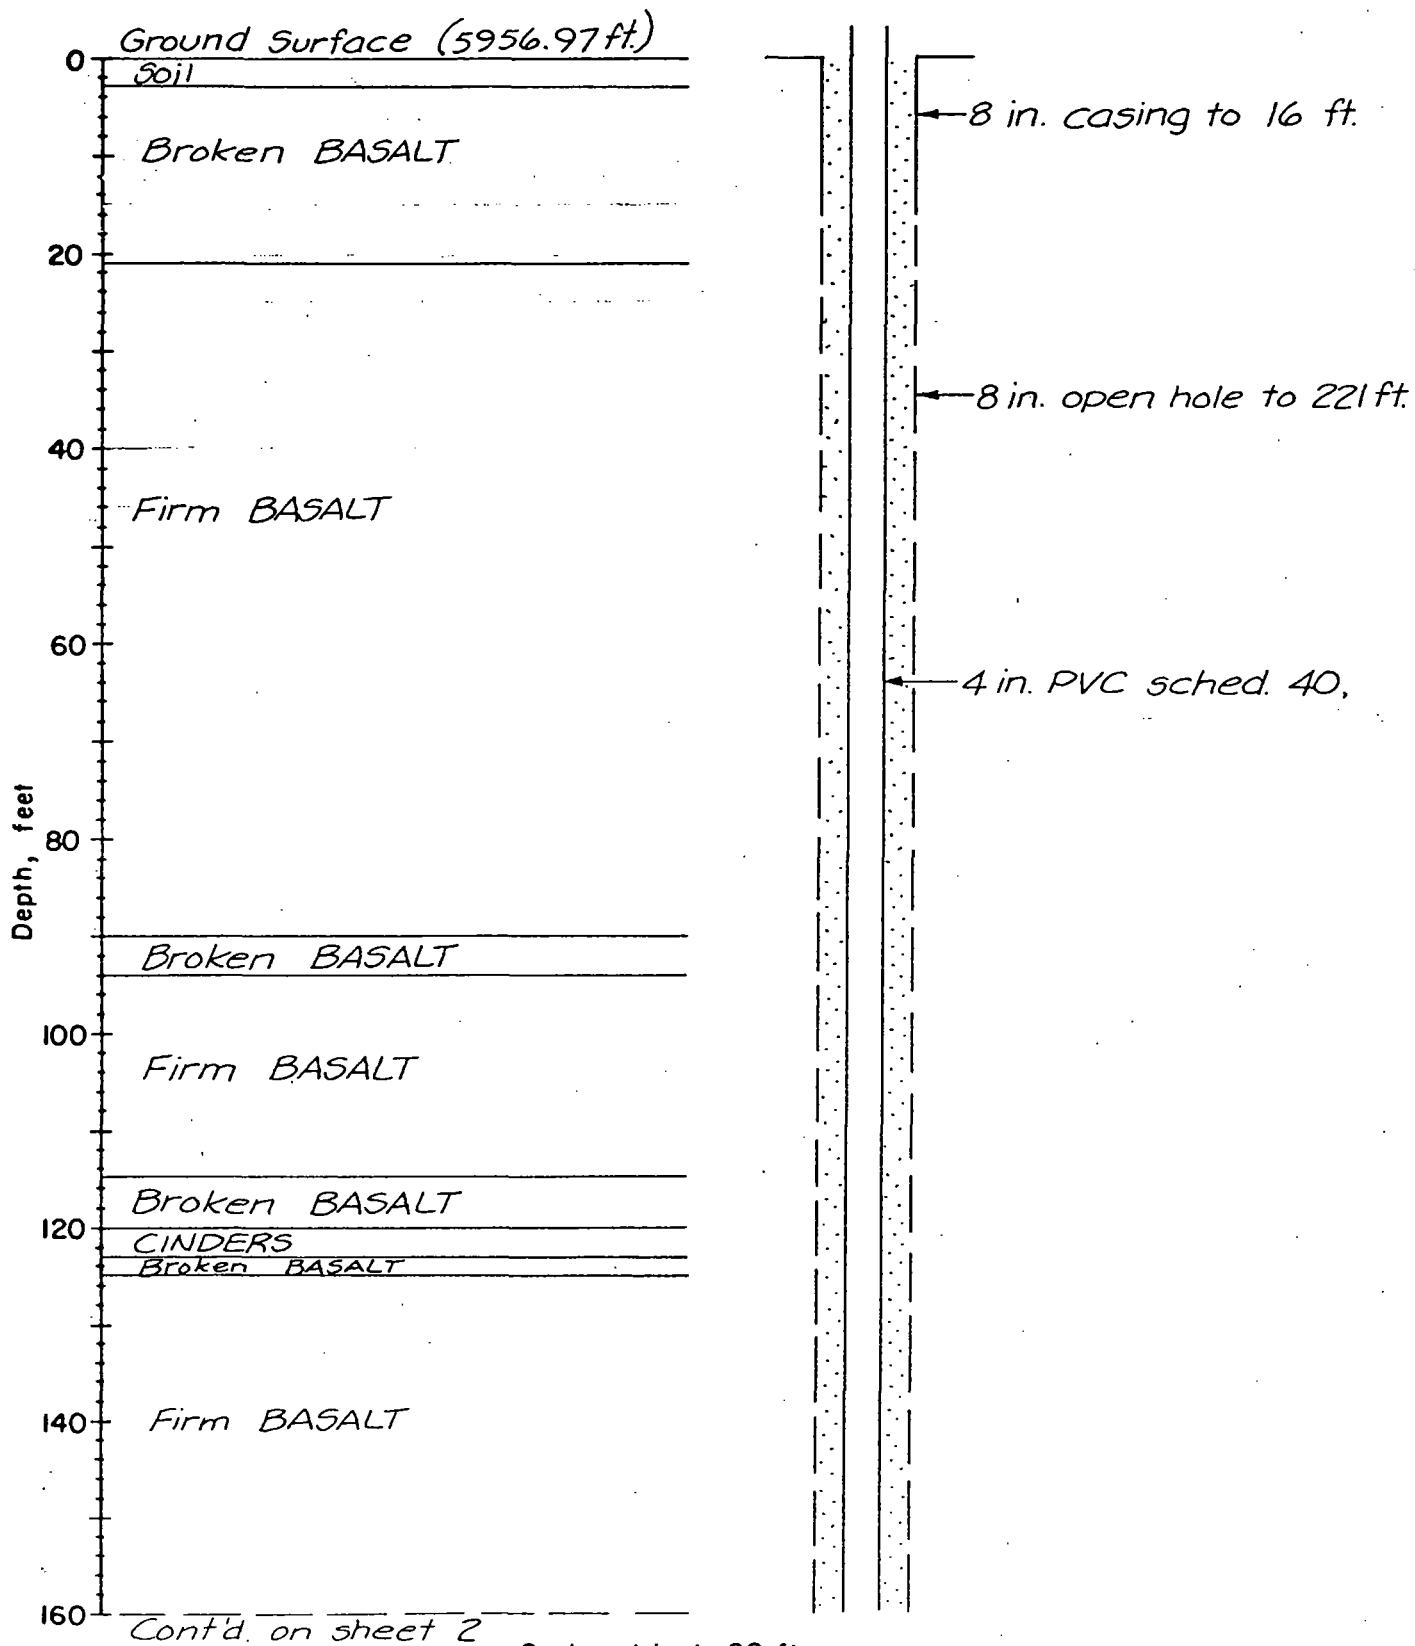 Ground Surface (5956.97 ft.)
0
Soil
8 in. casing to 16 ft.
Broken BASALT
20
8 in. open hole to 221 ft.
40
Firm BASALT
60
4 in. PVC sched. 40,
Depth, feet
80
Broken BASALT
100
Firm BASALT
Broken BASALT
120
CINDERS
Broken BASALT
140
Firm BASALT
160
Cont'd. on sheet 2